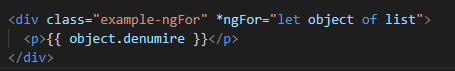 <div class="example-ngFor" *ngFor="let object of list">
  <p>{{ object.denumire }}</p>
</div>